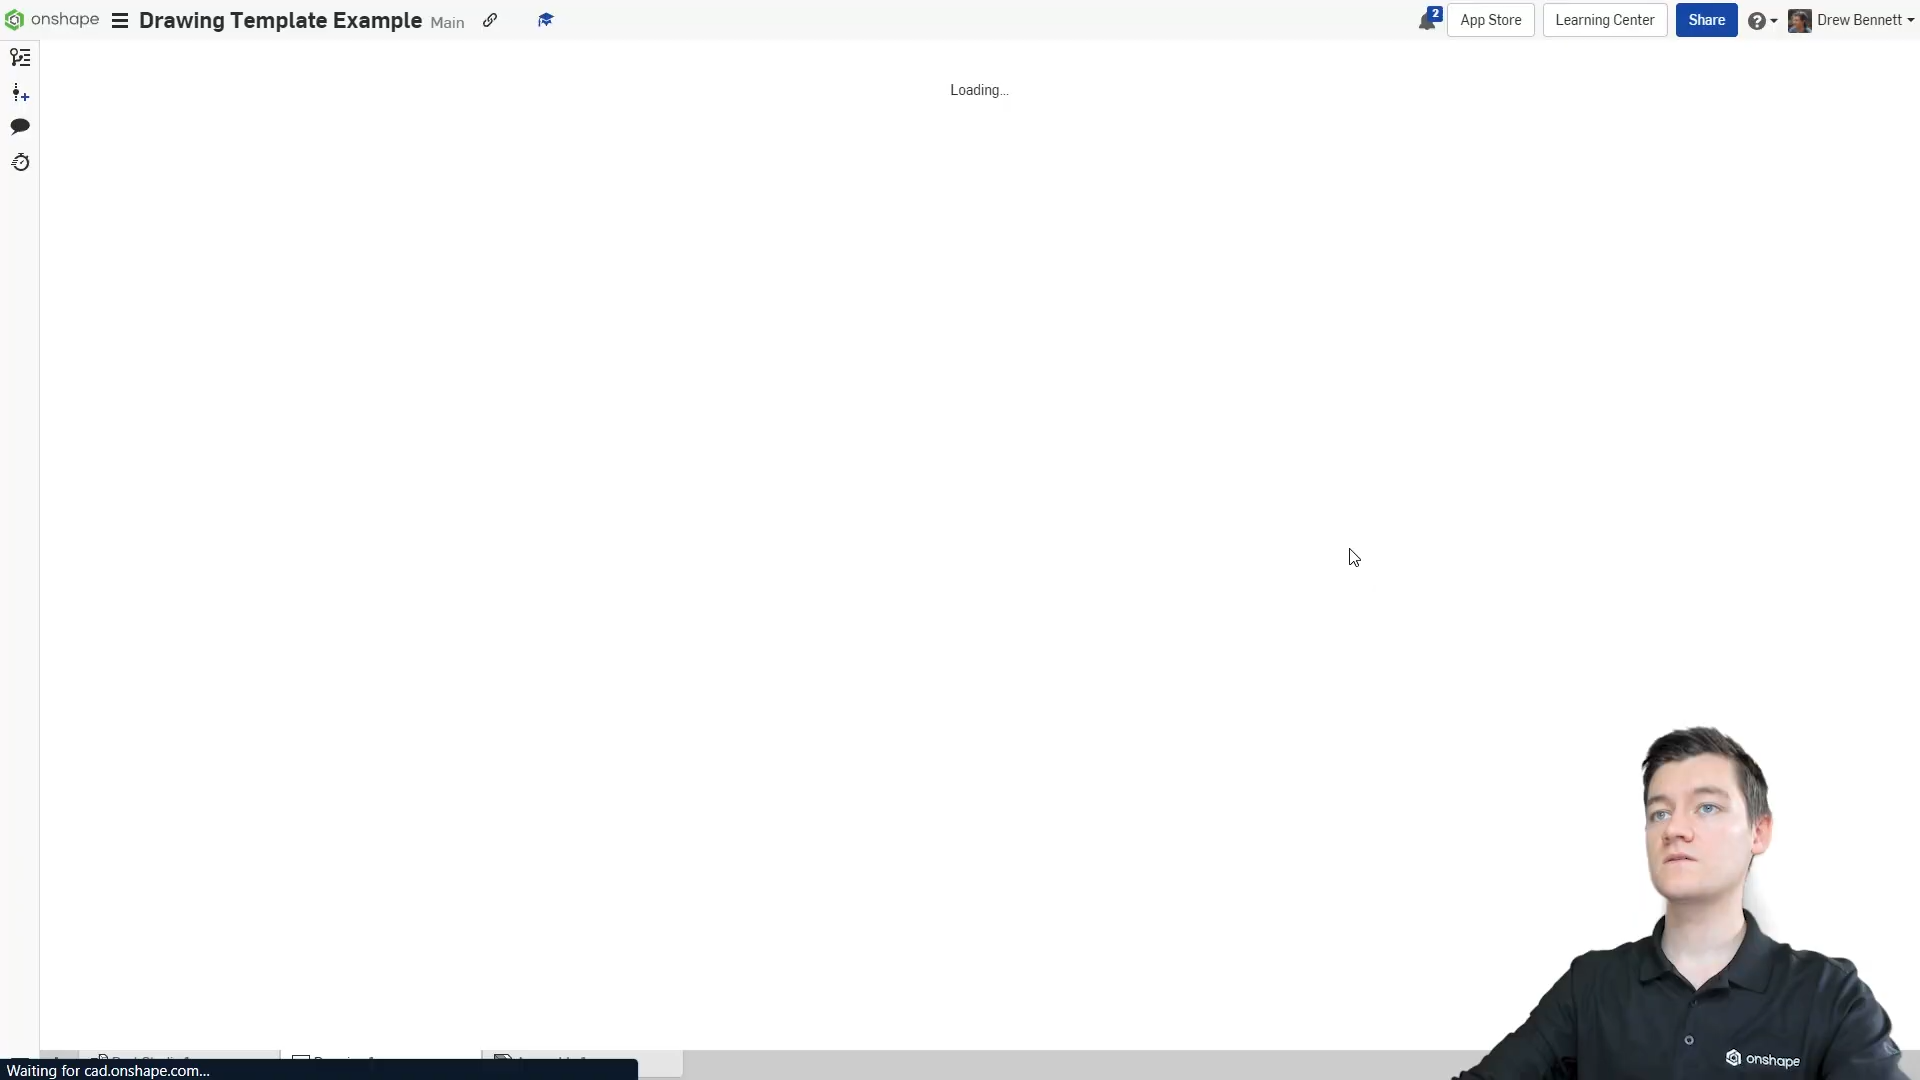 onshape Drawing Template Example Main 2 App Store Learning Center Share Drew Bennett
Loading...
onshape
Waiting for cad.onshape.com...